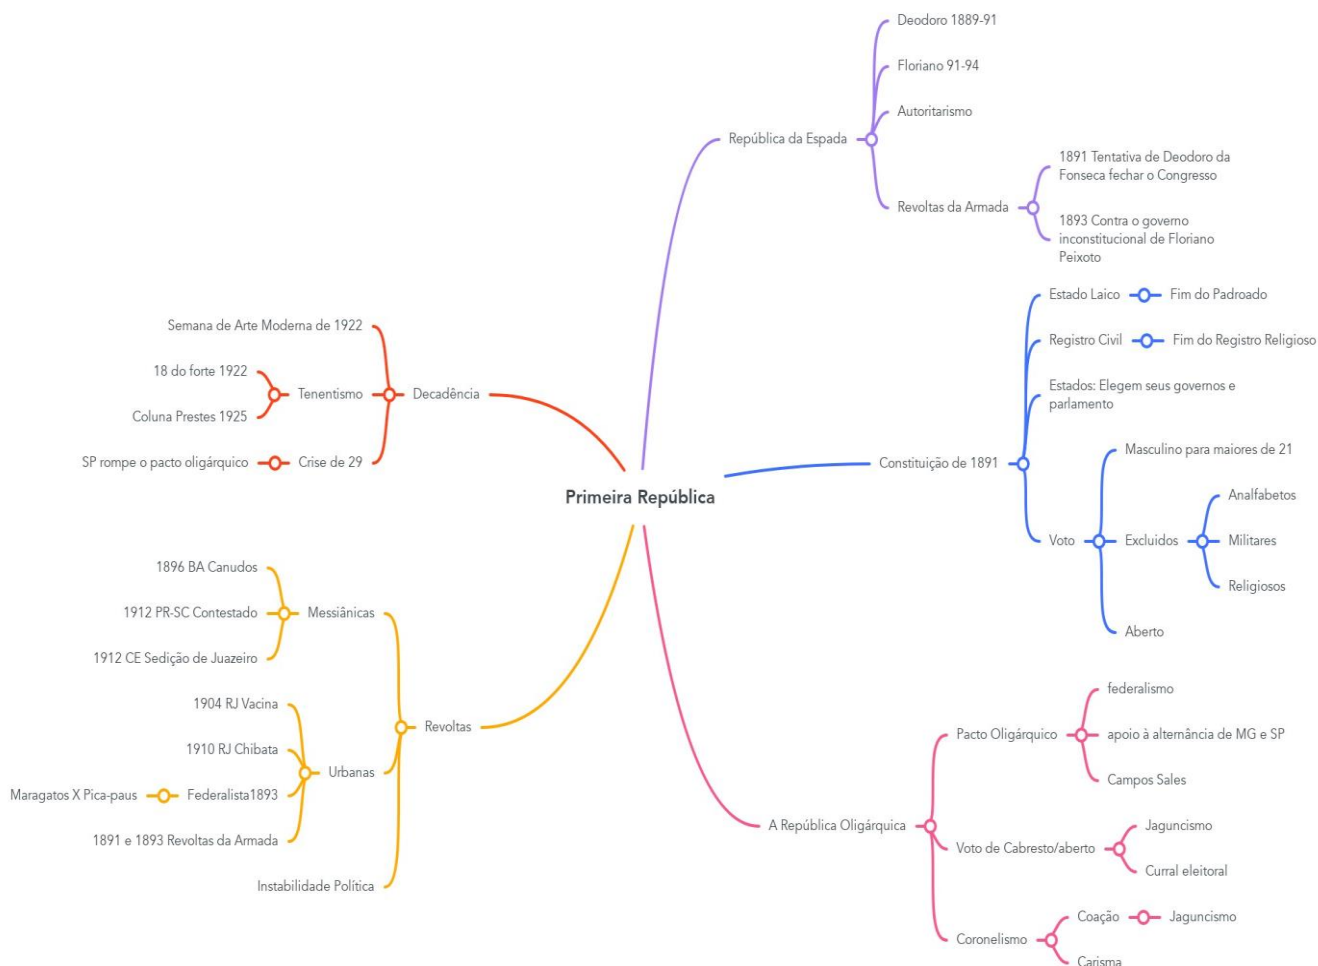 Primeira República
República da Espada
Deodoro 1889-91
Floriano 91-94
Autoritarismo
Revoltas da Armada
1891 Tentativa de Deodoro da
Fonseca fechar o Congresso
1893 Contra o governo
inconstitucional de Floriano
Peixoto
Constituição de 1891
Estado Laico
Fim do Padroado
Registro Civil
Fim do Registro Religioso
Estados: Elegem seus governos e
parlamento
Voto
Masculino para maiores de 21
Excluidos
Analfabetos
Militares
Religiosos
Aberto
A República Oligárquica
Pacto Oligárquico
federalismo
apoio à alternância de MG e SP
Campos Sales
Voto de Cabresto/aberto
Jaguncismo
Curral eleitoral
Coronelismo
Coação
Jaguncismo
Carisma
Decadência
Semana de Arte Moderna de 1922
Tenentismo
18 do forte 1922
Coluna Prestes 1925
Crise de 29
SP rompe o pacto oligárquico
Revoltas
Messiânicas
1896 BA Canudos
1912 PR-SC Contestado
1912 CE Sedição de Juazeiro
Urbanas
1904 RJ Vacina
1910 RJ Chibata
Federalista1893
Maragatos X Pica-paus
1891 e 1893 Revoltas da Armada
Instabilidade Política